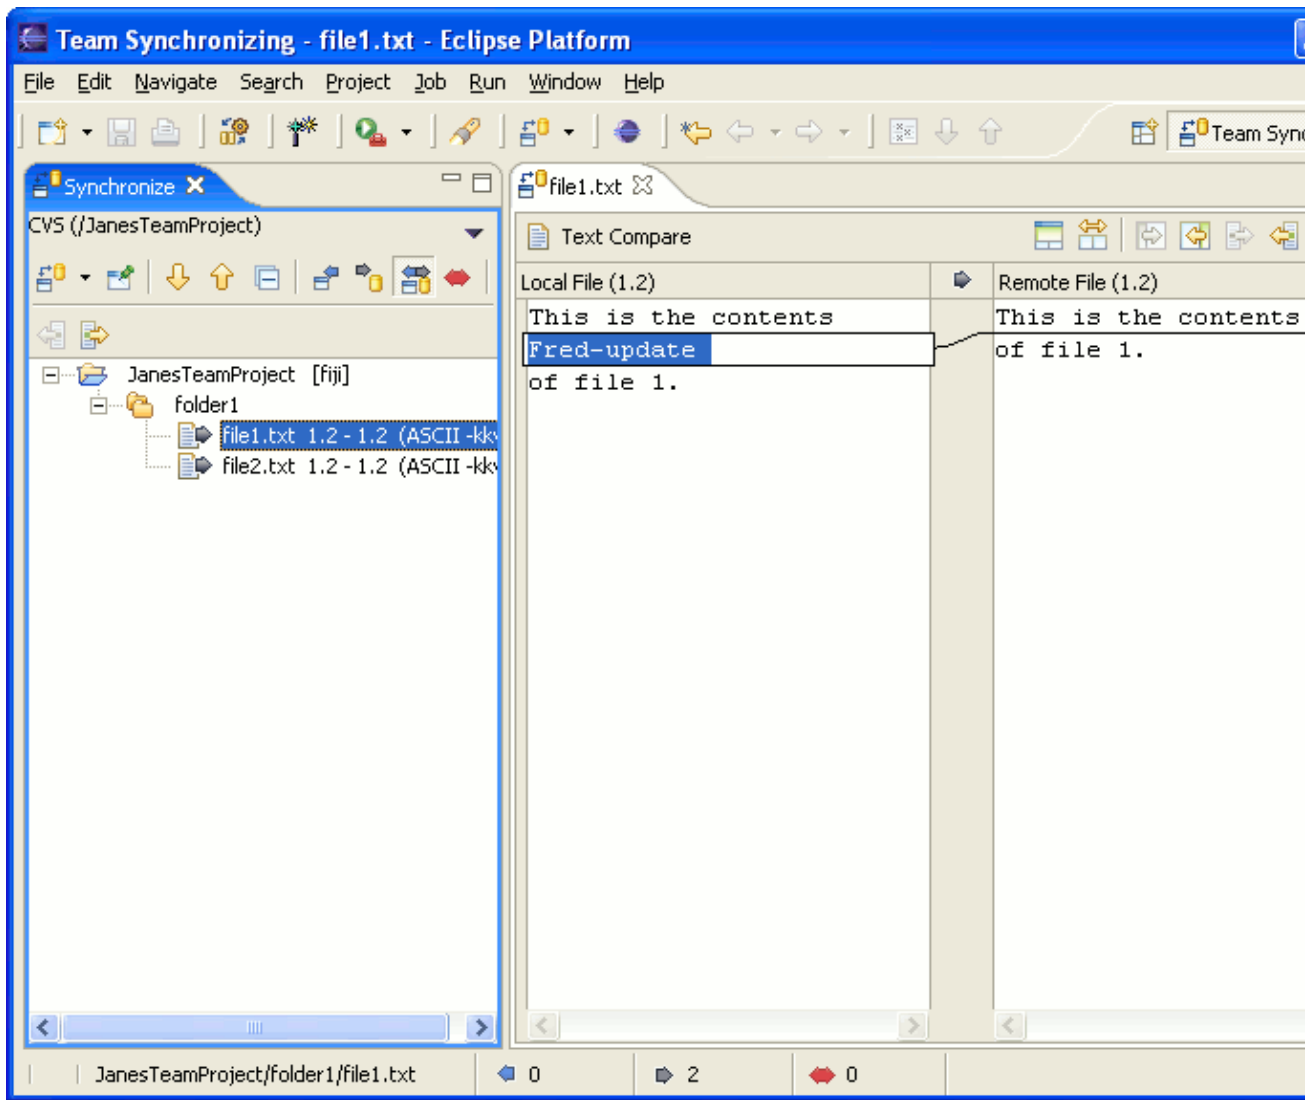 Team Synchronizing - file1.txt - Eclipse Platform
File Edit Navigate Search Project Job Run Window Help
Team Sync
Synchronize
file1.txt
CVS (/JanesTeamProject)
Text Compare
Local File (1.2)
Remote File (1.2)
This is the contents
Fred-update
of file 1.
This is the contents
of file 1.
JanesTeamProject [fiji]
folder1
file1.txt 1.2 - 1.2 (ASCII -kkv
file2.txt 1.2 - 1.2 (ASCII -kkv
JanesTeamProject/folder1/file1.txt
0
2
0